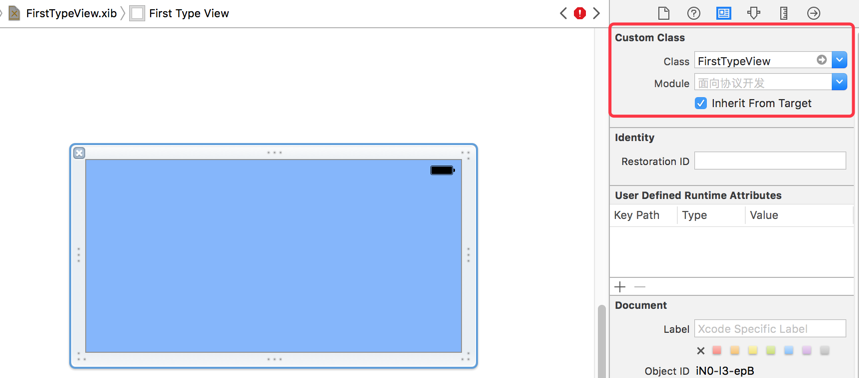 FirstTypeView.xib
First Type View
Custom Class
Class FirstTypeView
Module 面向协议开发
Inherit From Target
Identity
Restoration ID
User Defined Runtime Attributes
Key Path Type Value
Document
Label Xcode Specific Label
Object ID iN0-I3-epB